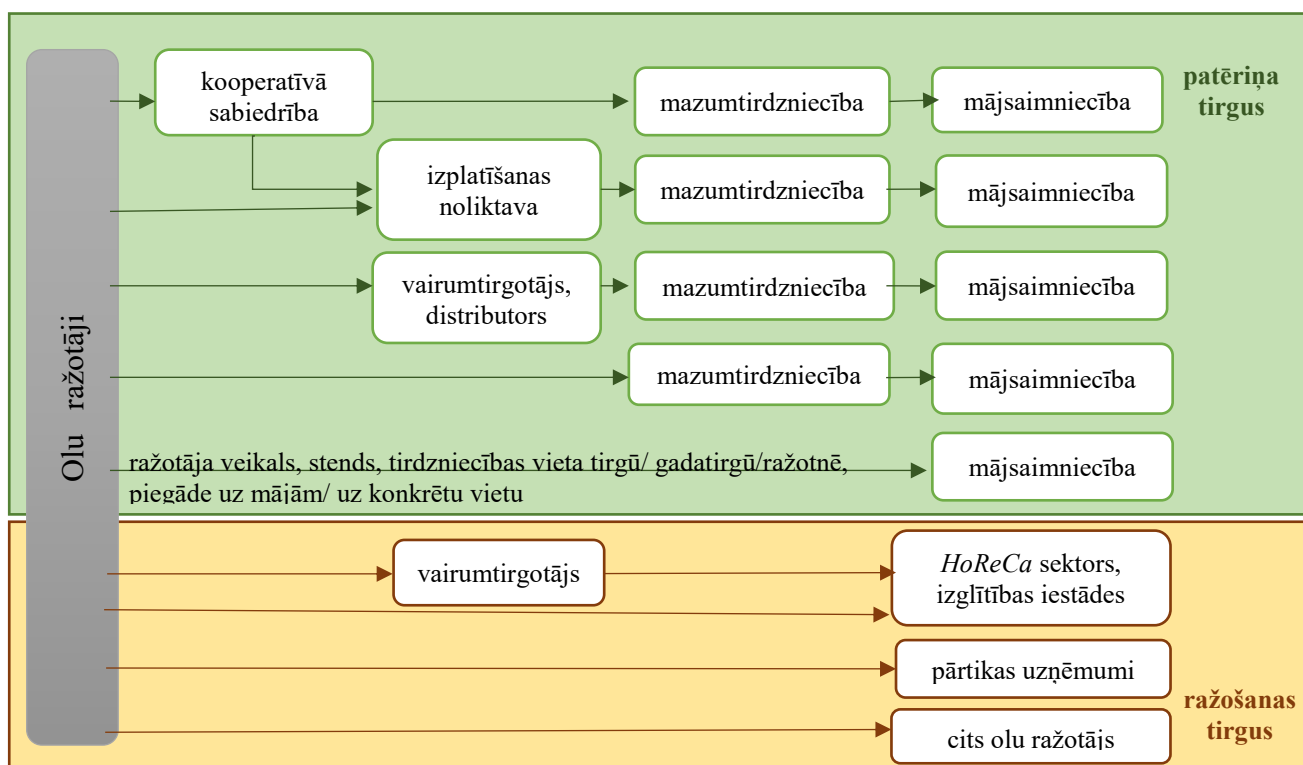 Olu ražotāji
kooperatīvā
sabiedrība
mazumtirdzniecība
mājsaimniecība
patēriņa
tirgus
izplatīšanas
noliktava
mazumtirdzniecība
mājsaimniecība
vairumtirgotājs,
distributors
mazumtirdzniecība
mājsaimniecība
mazumtirdzniecība
mājsaimniecība
ražotāja veikals, stends, tirdzniecības vieta tirgū/ gadatirgū/ražotnē,
piegāde uz mājām/ uz konkrētu vietu
mājsaimniecība
vairumtirgotājs
HoReCa sektors,
izglītības iestādes
pārtikas uzņēmumi
cits olu ražotājs
ražošanas
tirgus